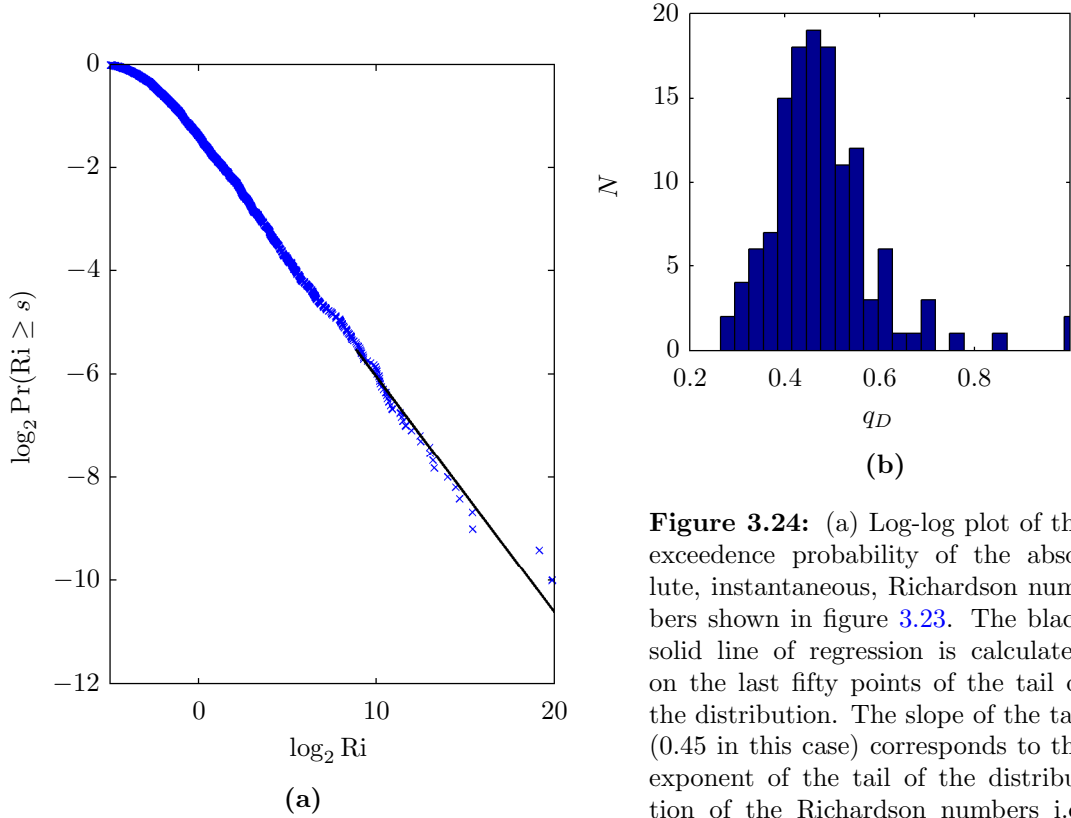 0
−2
−4
−6
−8
−10
−12
0
10
20
log₂ Pr(Ri ≥ s)
log₂ Ri
(a)
20
15
10
5
0
0.2
0.4
0.6
0.8
N
q_D
(b)
Figure 3.24: (a) Log-log plot of th
exceedence probability of the abso
lute, instantaneous, Richardson num
bers shown in figure 3.23. The blac
solid line of regression is calculate
on the last fifty points of the tail o
the distribution. The slope of the ta
(0.45 in this case) corresponds to th
exponent of the tail of the distribu
tion of the Richardson numbers i.e